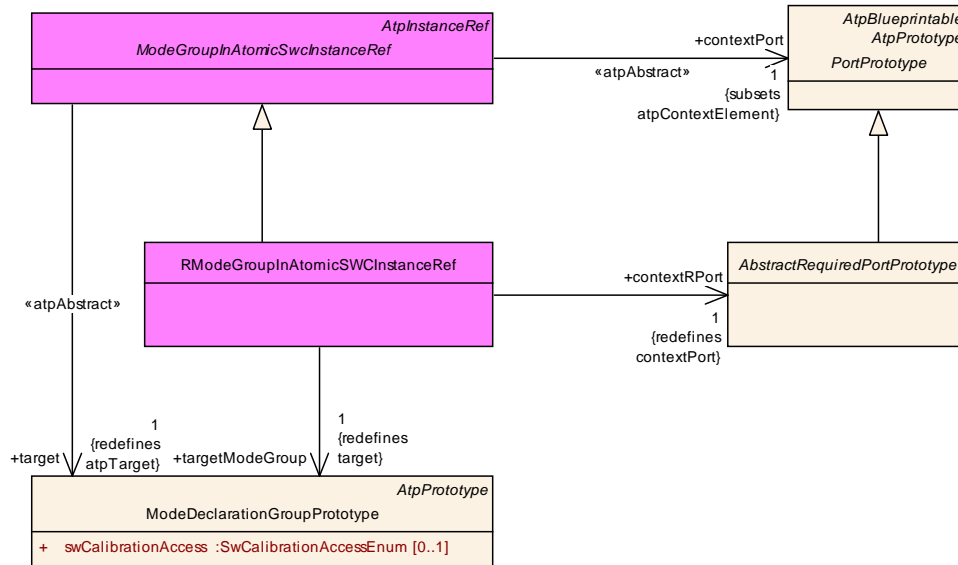 AtpInstanceRef
ModeGroupInAtomicSwcInstanceRef
AtpBlueprintable
AtpPrototype
PortPrototype
+contextPort
«atpAbstract»
1
{subsets
atpContextElement}
RModeGroupInAtomicSWCInstanceRef
AbstractRequiredPortPrototype
+contextRPort
1
{redefines
contextPort}
«atpAbstract»
1
{redefines
atpTarget}
+target
1
{redefines
target}
+targetModeGroup
AtpPrototype
ModeDeclarationGroupPrototype
+ swCalibrationAccess :SwCalibrationAccessEnum [0..1]